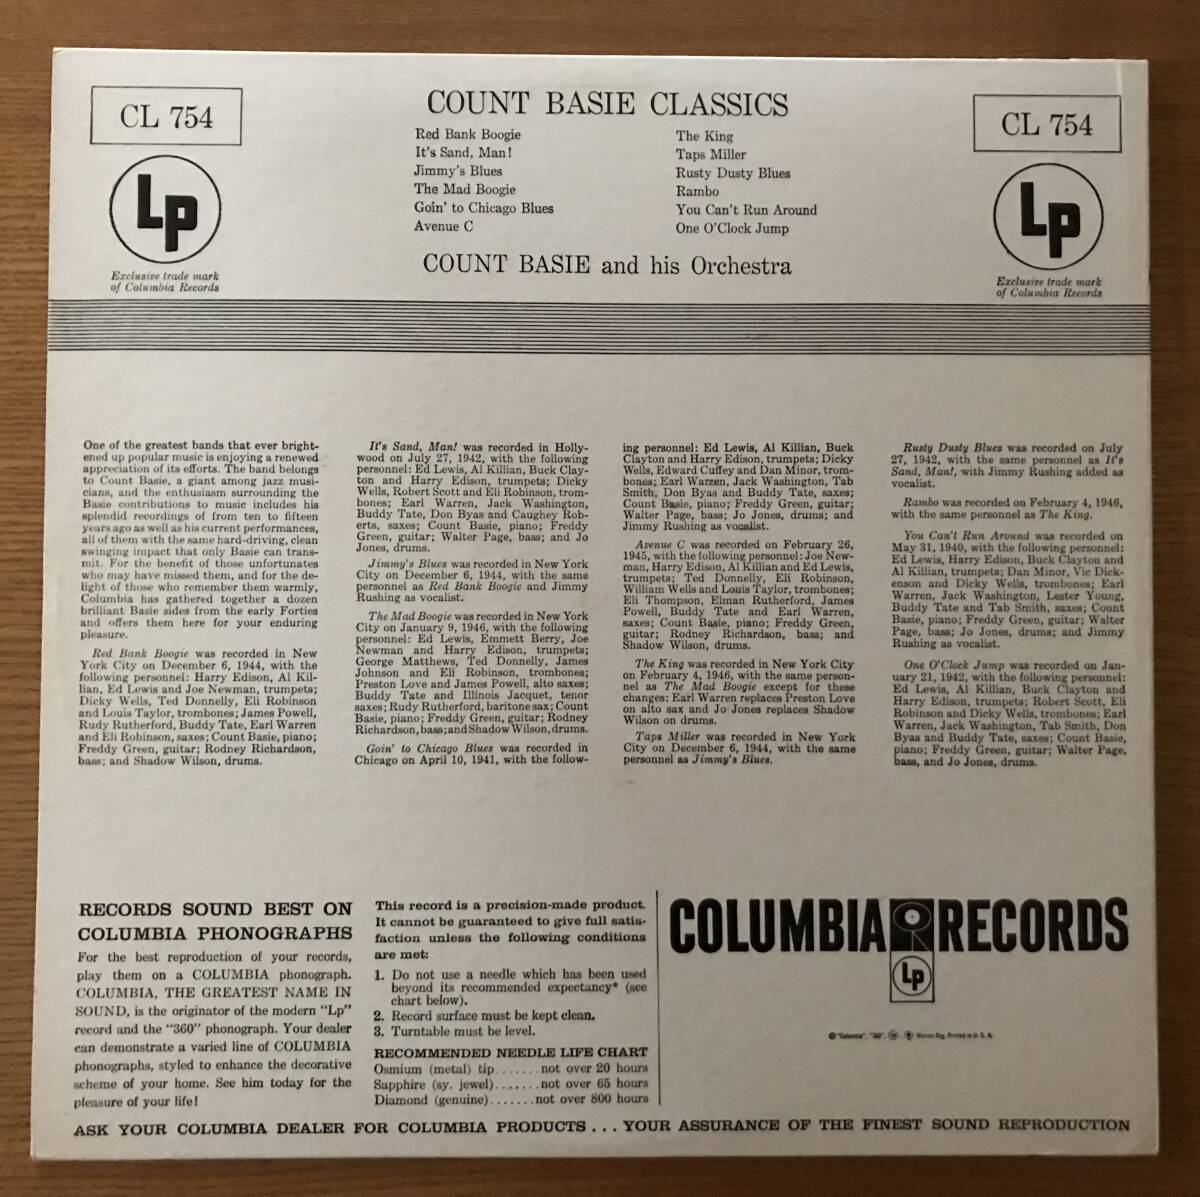 CL 754
Lp
Exclusive trade mark
of Columbia Records
COUNT BASIE CLASSICS
Red Bank Boogie
It's Sand, Man!
Jimmy's Blues
The Mad Boogie
Goin' to Chicago Blues
Avenue C
The King
Taps Miller
Rusty Dusty Blues
Rambo
You Can't Run Around
One O'Clock Jump
COUNT BASIE and his Orchestra
CL 754
Lp
Exclusive trade mark
of Columbia Records
One of the greatest bands that ever bright-
ened up popular music is enjoying a renewed
appreciation of its efforts. The band belongs
to Count Basie, a giant among jazz musi-
cians, and the enthusiasm surrounding the
Basie contributions to music includes his
splendid recordings of from ten to fifteen
years ago as well as his current performances,
all of them with the same hard-driving, clean
swinging impact that only Basie can trans-
mit. For the benefit of those unfortunates
who may have missed them, and for the de-
light of those who remember them warmly,
Columbia has gathered together a dozen
brilliant Basie sides from the early Forties
and offers them here for your enduring
pleasure.
Red Bank Boogie was recorded in New
York City on December 6, 1944, with the
following personnel: Harry Edison, Al Kil-
lian, Ed Lewis and Joe Newman, trumpets;
Dicky Wells, Ted Donnelly, Eli Robinson
and Louis Taylor, trombones; James Powell,
Rudy Rutherford, Buddy Tate, Earl Warren
and Eli Robinson, saxes; Count Basie, piano;
Freddy Green, guitar; Rodney Richardson,
bass; and Shadow Wilson, drums.
It's Sand, Man! was recorded in Holly-
wood on July 27, 1942, with the following
personnel: Ed Lewis, Al Killian, Buck Clay-
ton and Harry Edison, trumpets; Dicky
Wells, Robert Scott and Eli Robinson, trom-
bones; Earl Warren, Jack Washington,
Buddy Tate, Don Byas and Caughey Rob-
erts, saxes; Count Basie, piano; Freddy
Green, guitar; Walter Page, bass; and Jo
Jones, drums.
Jimmy's Blues was recorded in New York
City on December 6, 1944, with the same
personnel as Red Bank Boogie and Jimmy
Rushing as vocalist.
The Mad Boogie was recorded in New York
City on January 9, 1946, with the following
personnel: Ed Lewis, Emmett Berry, Joe
Newman and Harry Edison, trumpets;
George Matthews, Ted Donnelly, James
Johnson and Eli Robinson, trombones;
Preston Love and James Powell, alto saxes;
Buddy Tate and Illinois Jacquet, tenor
saxes; Rudy Rutherford, baritone sax; Count
Basie, piano; Freddy Green, guitar; Rodney
Richardson, bass; and Shadow Wilson, drums.
Goin' to Chicago Blues was recorded in
Chicago on April 10, 1941, with the follow-
ing personnel: Ed Lewis, Al Killian, Buck
Clayton and Harry Edison, trumpets; Dicky
Wells, Edward Cuffey and Dan Minor, trom-
bones; Earl Warren, Jack Washington, Tab
Smith, Don Byas and Buddy Tate, saxes;
Count Basie, piano; Freddy Green, guitar;
Walter Page, bass; Jo Jones, drums; and
Jimmy Rushing as vocalist.
Avenue C was recorded on February 26,
1945, with the following personnel: Joe New-
man, Harry Edison, Al Killian and Ed Lewis,
trumpets; Ted Donnelly, Eli Robinson,
William Wells and Louis Taylor, trombones;
Eli Thompson, Elman Rutherford, James
Powell, Buddy Tate and Earl Warren,
saxes; Count Basie, piano; Freddy Green,
guitar; Rodney Richardson, bass; and
Shadow Wilson, drums.
The King was recorded in New York City
on February 4, 1946, with the same person-
nel as The Mad Boogie except for these
changes: Earl Warren replaces Preston Love
on alto sax and Jo Jones replaces Shadow
Wilson on drums.
Taps Miller was recorded in New York
City on December 6, 1944, with the same
personnel as Jimmy's Blues.
Rusty Dusty Blues was recorded on July
27, 1942, with the same personnel as It's
Sand, Man!, with Jimmy Rushing added as
vocalist.
Rambo was recorded on February 4, 1946,
with the same personnel as The King.
You Can't Run Around was recorded on
May 31, 1940, with the following personnel:
Ed Lewis, Harry Edison, Buck Clayton and
Al Killian, trumpets; Dan Minor, Vic Dick-
enson and Dicky Wells, trombones; Earl
Warren, Jack Washington, Lester Young,
Buddy Tate and Tab Smith, saxes; Count
Basie, piano; Freddy Green, guitar; Walter
Page, bass; Jo Jones, drums; and Jimmy
Rushing as vocalist.
One O'Clock Jump was recorded on Jan-
uary 21, 1942, with the following personnel:
Ed Lewis, Al Killian, Buck Clayton and
Harry Edison, trumpets; Robert Scott, Eli
Robinson and Dicky Wells, trombones; Earl
Warren, Jack Washington, Tab Smith, Don
Byas and Buddy Tate, saxes; Count Basie,
piano; Freddy Green, guitar; Walter Page,
bass, and Jo Jones, drums.
RECORDS SOUND BEST ON
COLUMBIA PHONOGRAPHS
For the best reproduction of your records,
play them on a COLUMBIA phonograph.
COLUMBIA, THE GREATEST NAME IN
SOUND, is the originator of the modern "Lp"
record and the "360" phonograph. Your dealer
can demonstrate a varied line of COLUMBIA
phonographs, styled to enhance the decorative
scheme of your home. See him today for the
pleasure of your life!
This record is a precision-made product.
It cannot be guaranteed to give full satis-
faction unless the following conditions
are met:
1. Do not use a needle which has been used
beyond its recommended expectancy* (see
chart below).
2. Record surface must be kept clean.
3. Turntable must be level.
RECOMMENDED NEEDLE LIFE CHART
Osmium (metal) tip.......not over 20 hours
Sapphire (sy. jewel).......not over 65 hours
Diamond (genuine).......not over 800 hours
COLUMBIA RECORDS
Lp
® "Columbia", "360", Lp, ® Marcas Reg. Printed in U. S. A.
ASK YOUR COLUMBIA DEALER FOR COLUMBIA PRODUCTS . . . YOUR ASSURANCE OF THE FINEST SOUND REPRODUCTION